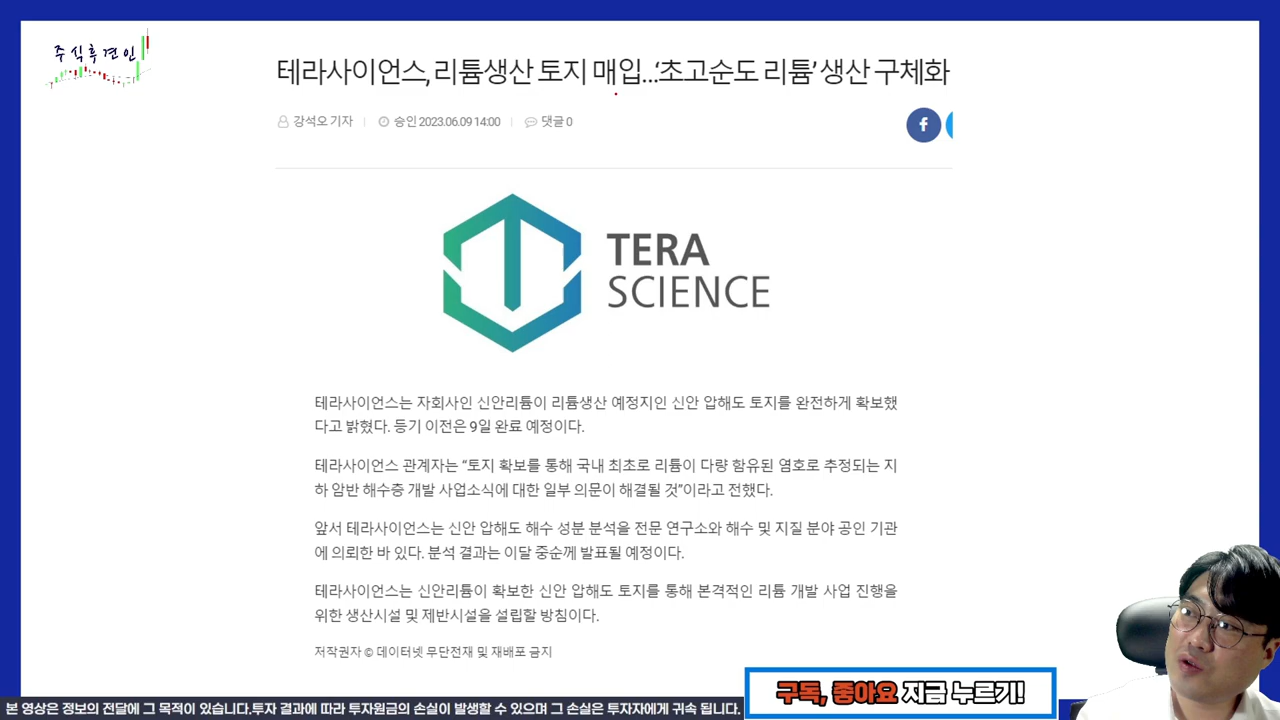 주식후견인
테라사이언스, 리튬생산 토지 매입...‘초고순도 리튬’ 생산 구체화
강석오 기자 승인 2023.06.09 14:00 댓글 0
f
TERA
SCIENCE
테라사이언스는 자회사인 신안리튬이 리튬생산 예정지인 신안 압해도 토지를 완전하게 확보했
다고 밝혔다. 등기 이전은 9일 완료 예정이다.
테라사이언스 관계자는 “토지 확보를 통해 국내 최초로 리튬이 다량 함유된 염호로 추정되는 지
하 암반 해수층 개발 사업소식에 대한 일부 의문이 해결될 것”이라고 전했다.
앞서 테라사이언스는 신안 압해도 해수 성분 분석을 전문 연구소와 해수 및 지질 분야 공인 기관
에 의뢰한 바 있다. 분석 결과는 이달 중순께 발표될 예정이다.
테라사이언스는 신안리튬이 확보한 신안 압해도 토지를 통해 본격적인 리튬 개발 사업 진행을
위한 생산시설 및 제반시설을 설립할 방침이다.
저작권자 © 데이터넷 무단전재 및 재배포 금지
구독, 좋아요 지금 누르기!
본 영상은 정보의 전달에 그 목적이 있습니다.투자 결과에 따라 투자원금의 손실이 발생할 수 있으며 그 손실은 투자자에게 귀속 됩니다.